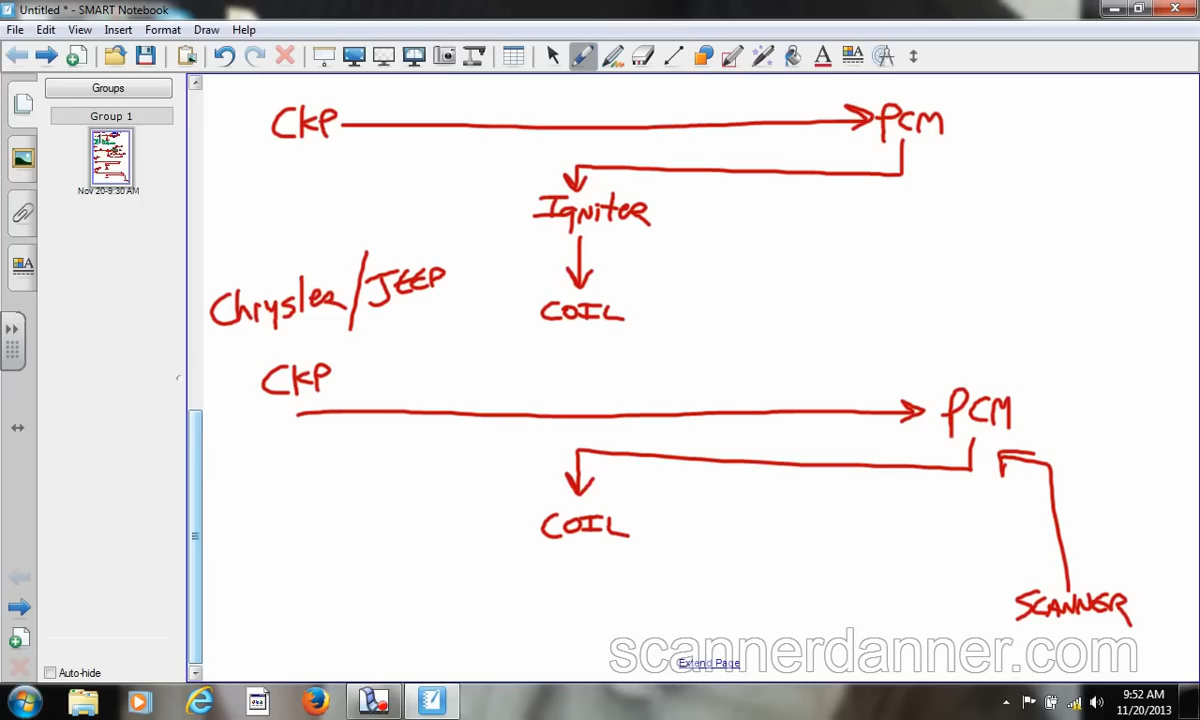 Untitled * - SMART Notebook
File Edit View Insert Format Draw Help
Groups
Group 1
Nov 20-9:30 AM
CKP PCM
IgniteR
COIL
ChrysleR/JEEP
CKP PCM
COIL
SCANNER
scannerdanner.com
Extend Page
Auto-hide
9:52 AM
11/20/2013